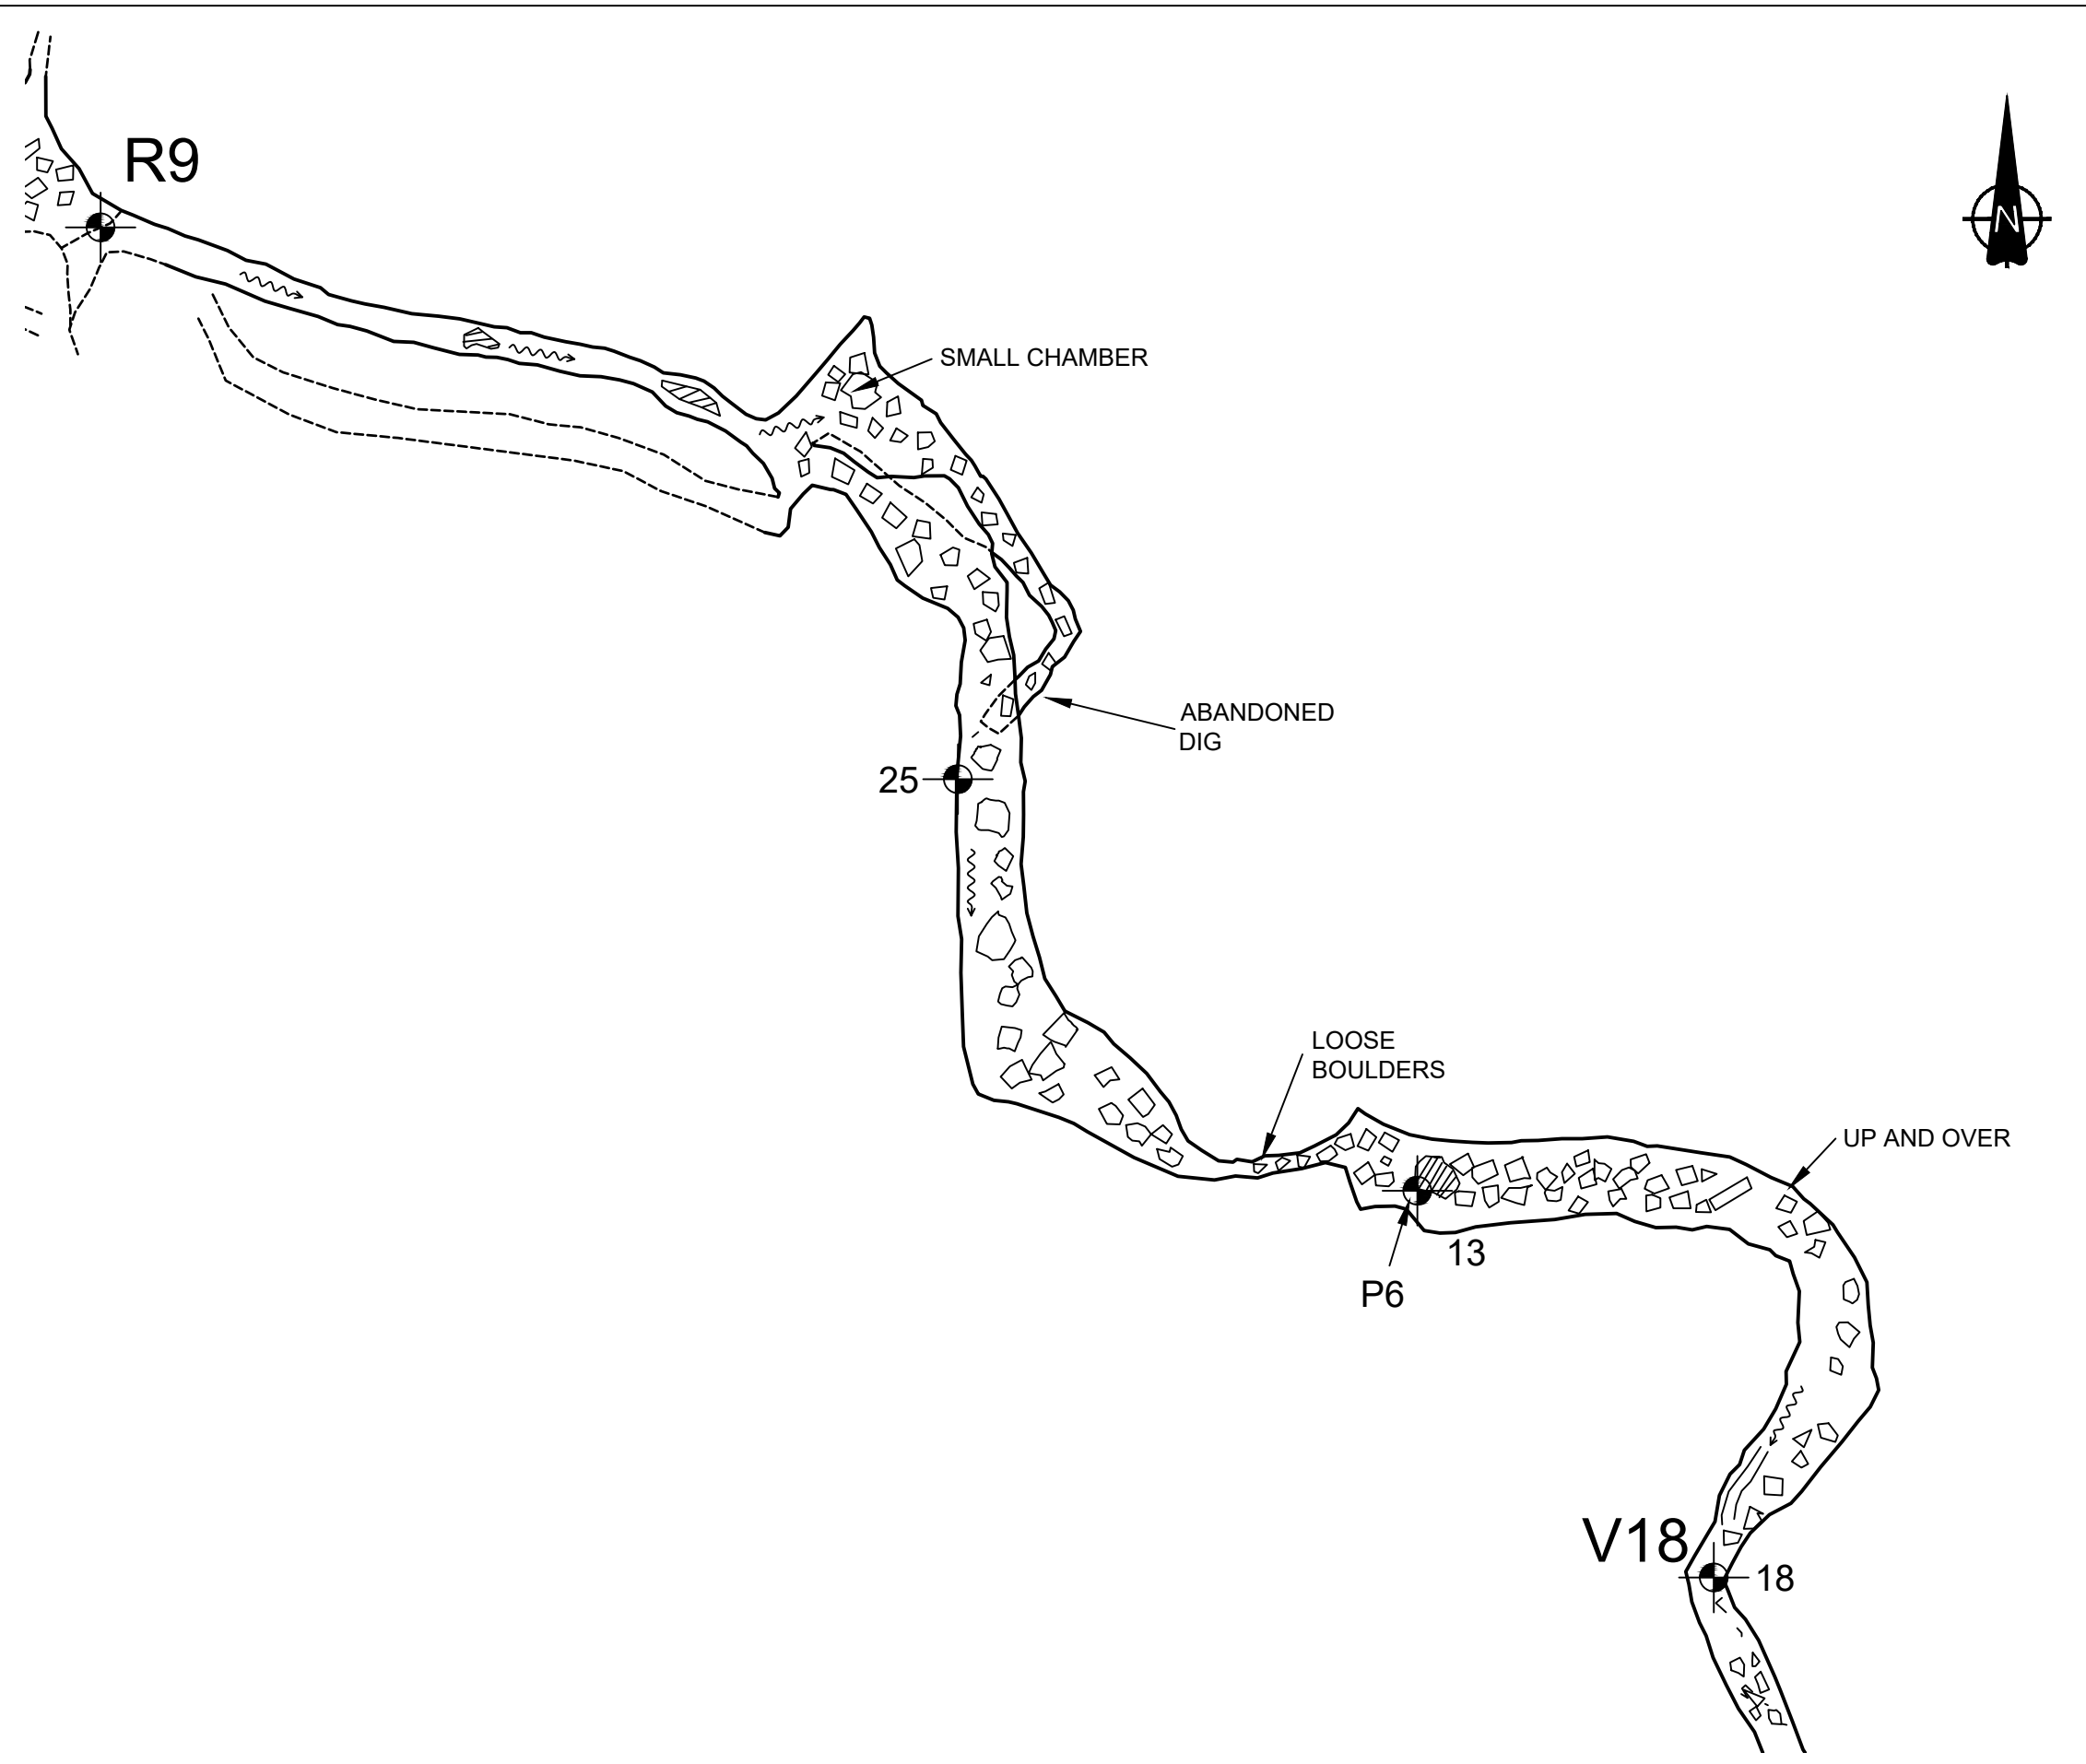 R9
N
SMALL CHAMBER
ABANDONED
DIG
25
LOOSE
BOULDERS
UP AND OVER
13
P6
V18
18